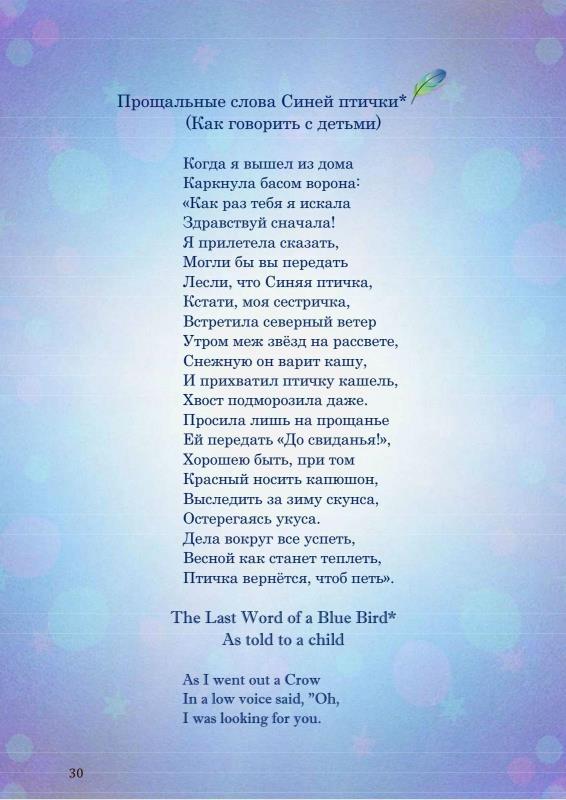 Прощальные слова Синей птички*
(Как говорить с детьми)
Когда я вышел из дома
Каркнула басом ворона:
«Как раз тебя я искала
Здравствуй сначала!
Я прилетела сказать,
Могли бы вы передать
Лесли, что Синяя птичка,
Кстати, моя сестричка,
Встретила северный ветер
Утром меж звёзд на рассвете,
Снежную он варит кашу,
И прихватил птичку кашель,
Хвост подморозила даже.
Просила лишь на прощанье
Ей передать «До свиданья!»,
Хорошею быть, при том
Красный носить капюшон,
Выследить за зиму скунса,
Остерегаясь укуса.
Дела вокруг все успеть,
Весной как станет теплеть,
Птичка вернётся, чтоб петь».
The Last Word of a Blue Bird*
As told to a child
As I went out a Crow
In a low voice said, ”Oh,
I was looking for you.
30